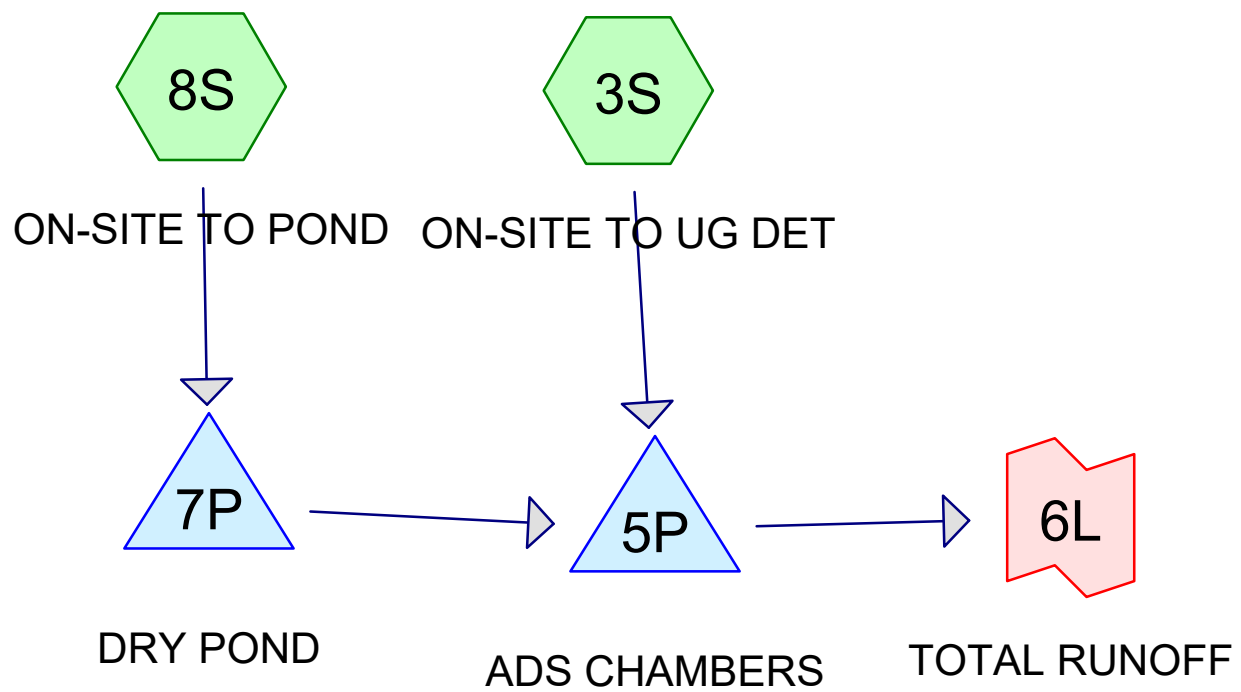 8S
3S
ON-SITE TO POND
ON-SITE TO UG DET
7P
5P
6L
DRY POND
ADS CHAMBERS
TOTAL RUNOFF